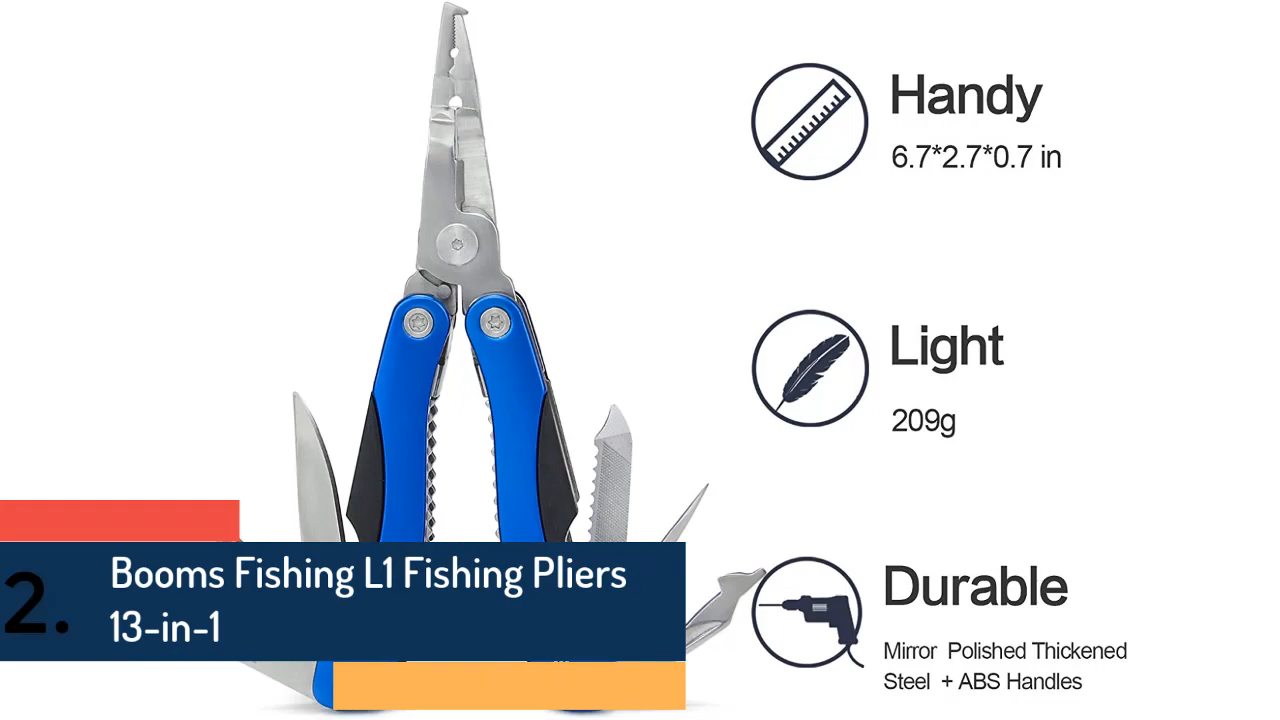 Handy
6.7*2.7*0.7 in
Light
209g
Durable
Mirror Polished Thickened
Steel + ABS Handles
2.
Booms Fishing L1 Fishing Pliers
13-in-1